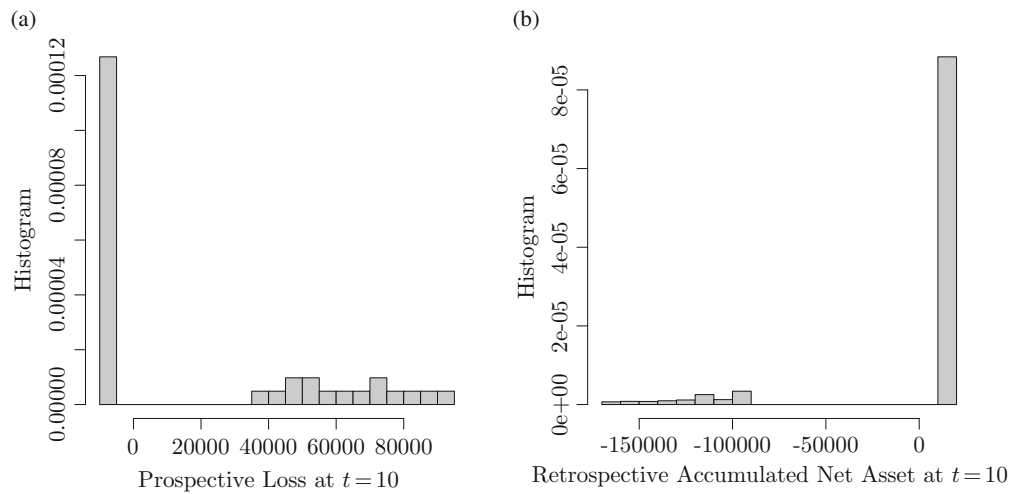 (a)
Histogram
0.00000 0.00004 0.00008 0.00012
0 20000 40000 60000 80000
Prospective Loss at t=10
(b)
Histogram
0e+00 2e-05 4e-05 6e-05 8e-05
-150000 -100000 -50000 0
Retrospective Accumulated Net Asset at t=10